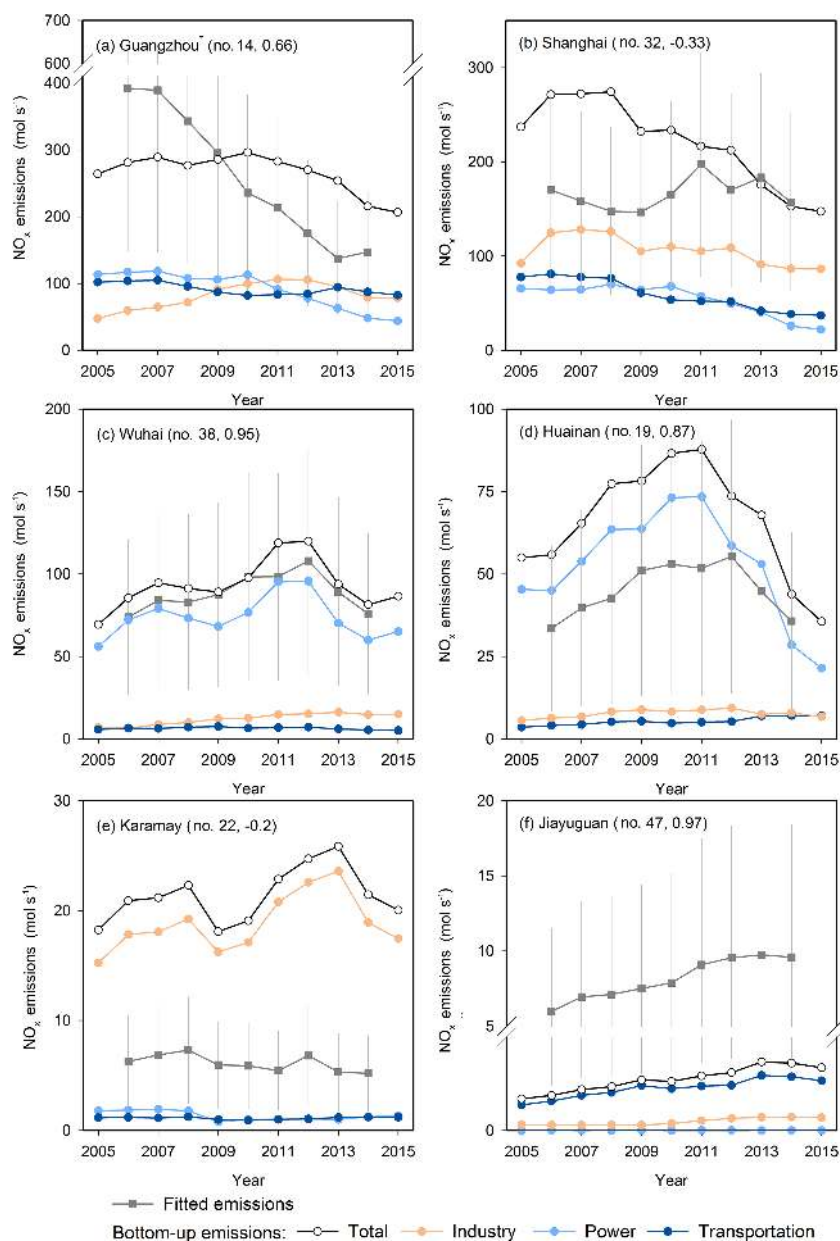 (a) Guangzhou (no. 14, 0.66)
NOx emissions (mol s⁻¹)
700
600
400
300
200
100
0
2005 2007 2009 2011 2013 2015
Year
(b) Shanghai (no. 32, -0.33)
NOx emissions (mol s⁻¹)
300
200
100
0
2005 2007 2009 2011 2013 2015
Year
(c) Wuhai (no. 38, 0.95)
NOx emissions (mol s⁻¹)
200
150
100
50
0
2005 2007 2009 2011 2013 2015
Year
(d) Huainan (no. 19, 0.87)
NOx emissions (mol s⁻¹)
100
75
50
25
0
2005 2007 2009 2011 2013 2015
Year
(e) Karamay (no. 22, -0.2)
NOx emissions (mol s⁻¹)
30
20
10
0
2005 2007 2009 2011 2013 2015
Year
(f) Jiayuguan (no. 47, 0.97)
NOx emissions (mol s⁻¹)
20
15
10
5
0
2005 2007 2009 2011 2013 2015
Year
Fitted emissions
Bottom-up emissions: Total Industry Power Transportation